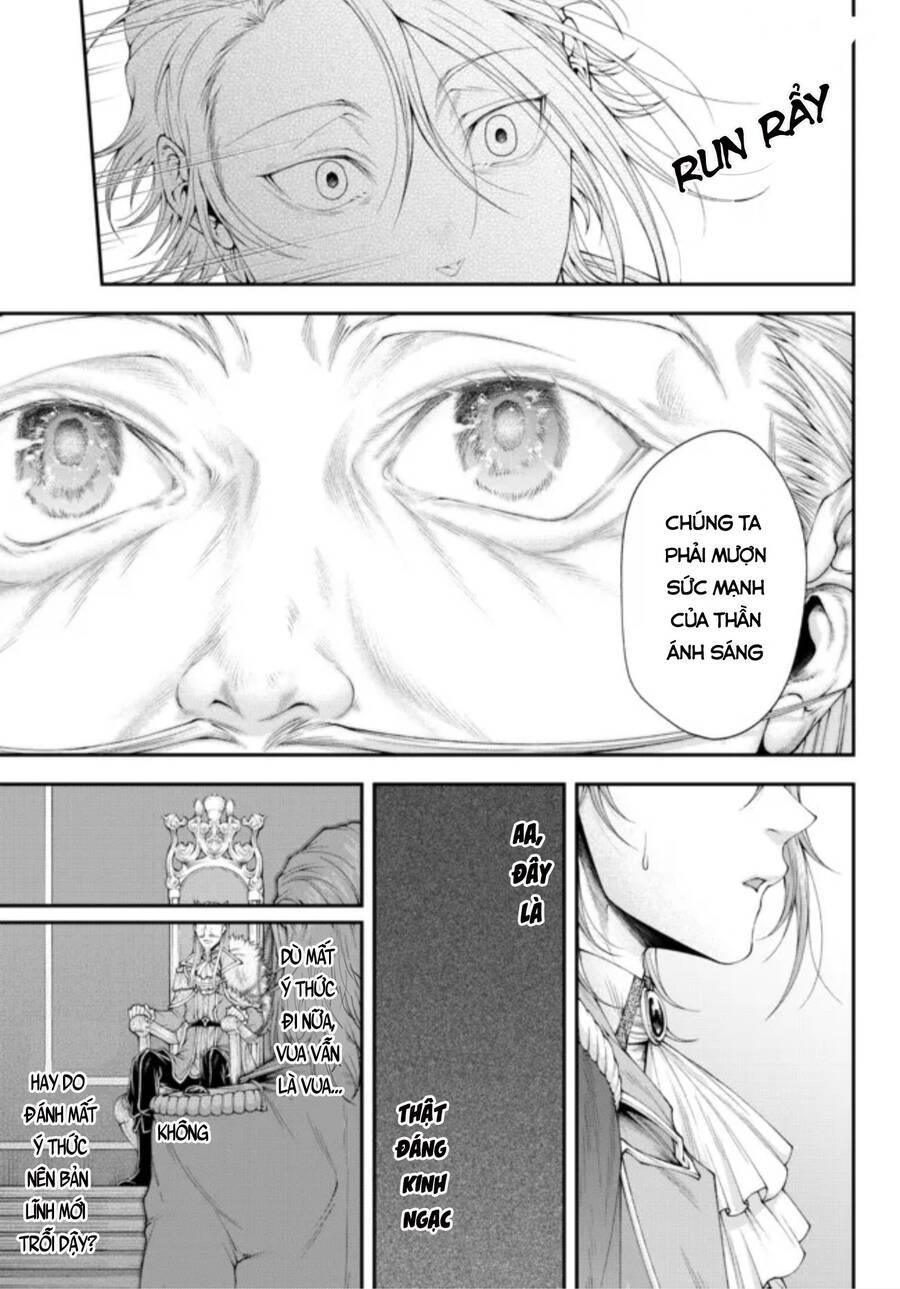 RUN RẨY
CHÚNG TA
PHẢI MƯỢN
SỨC MẠNH
CỦA THẦN
ÁNH SÁNG
AA,
ĐÂY
LÀ
THẬT
ĐÁNG
KINH
NGẠC
DÙ MẤT
Ý THỨC
ĐI NỮA,
VUA VẪN
LÀ VUA...
KHÔNG
HAY DO
ĐÁNH MẤT
Ý THỨC
NÊN BẢN
LĨNH MỚI
TRỖI DẬY?